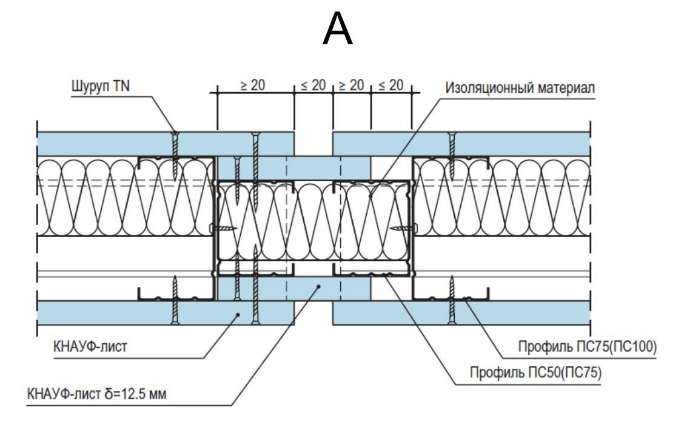 А
Шуруп TN
≥ 20 ≤ 20 ≥ 20 ≤ 20
Изоляционный материал
КНАУФ-лист
Профиль ПС75(ПС100)
Профиль ПС50(ПС75)
КНАУФ-лист δ=12.5 мм